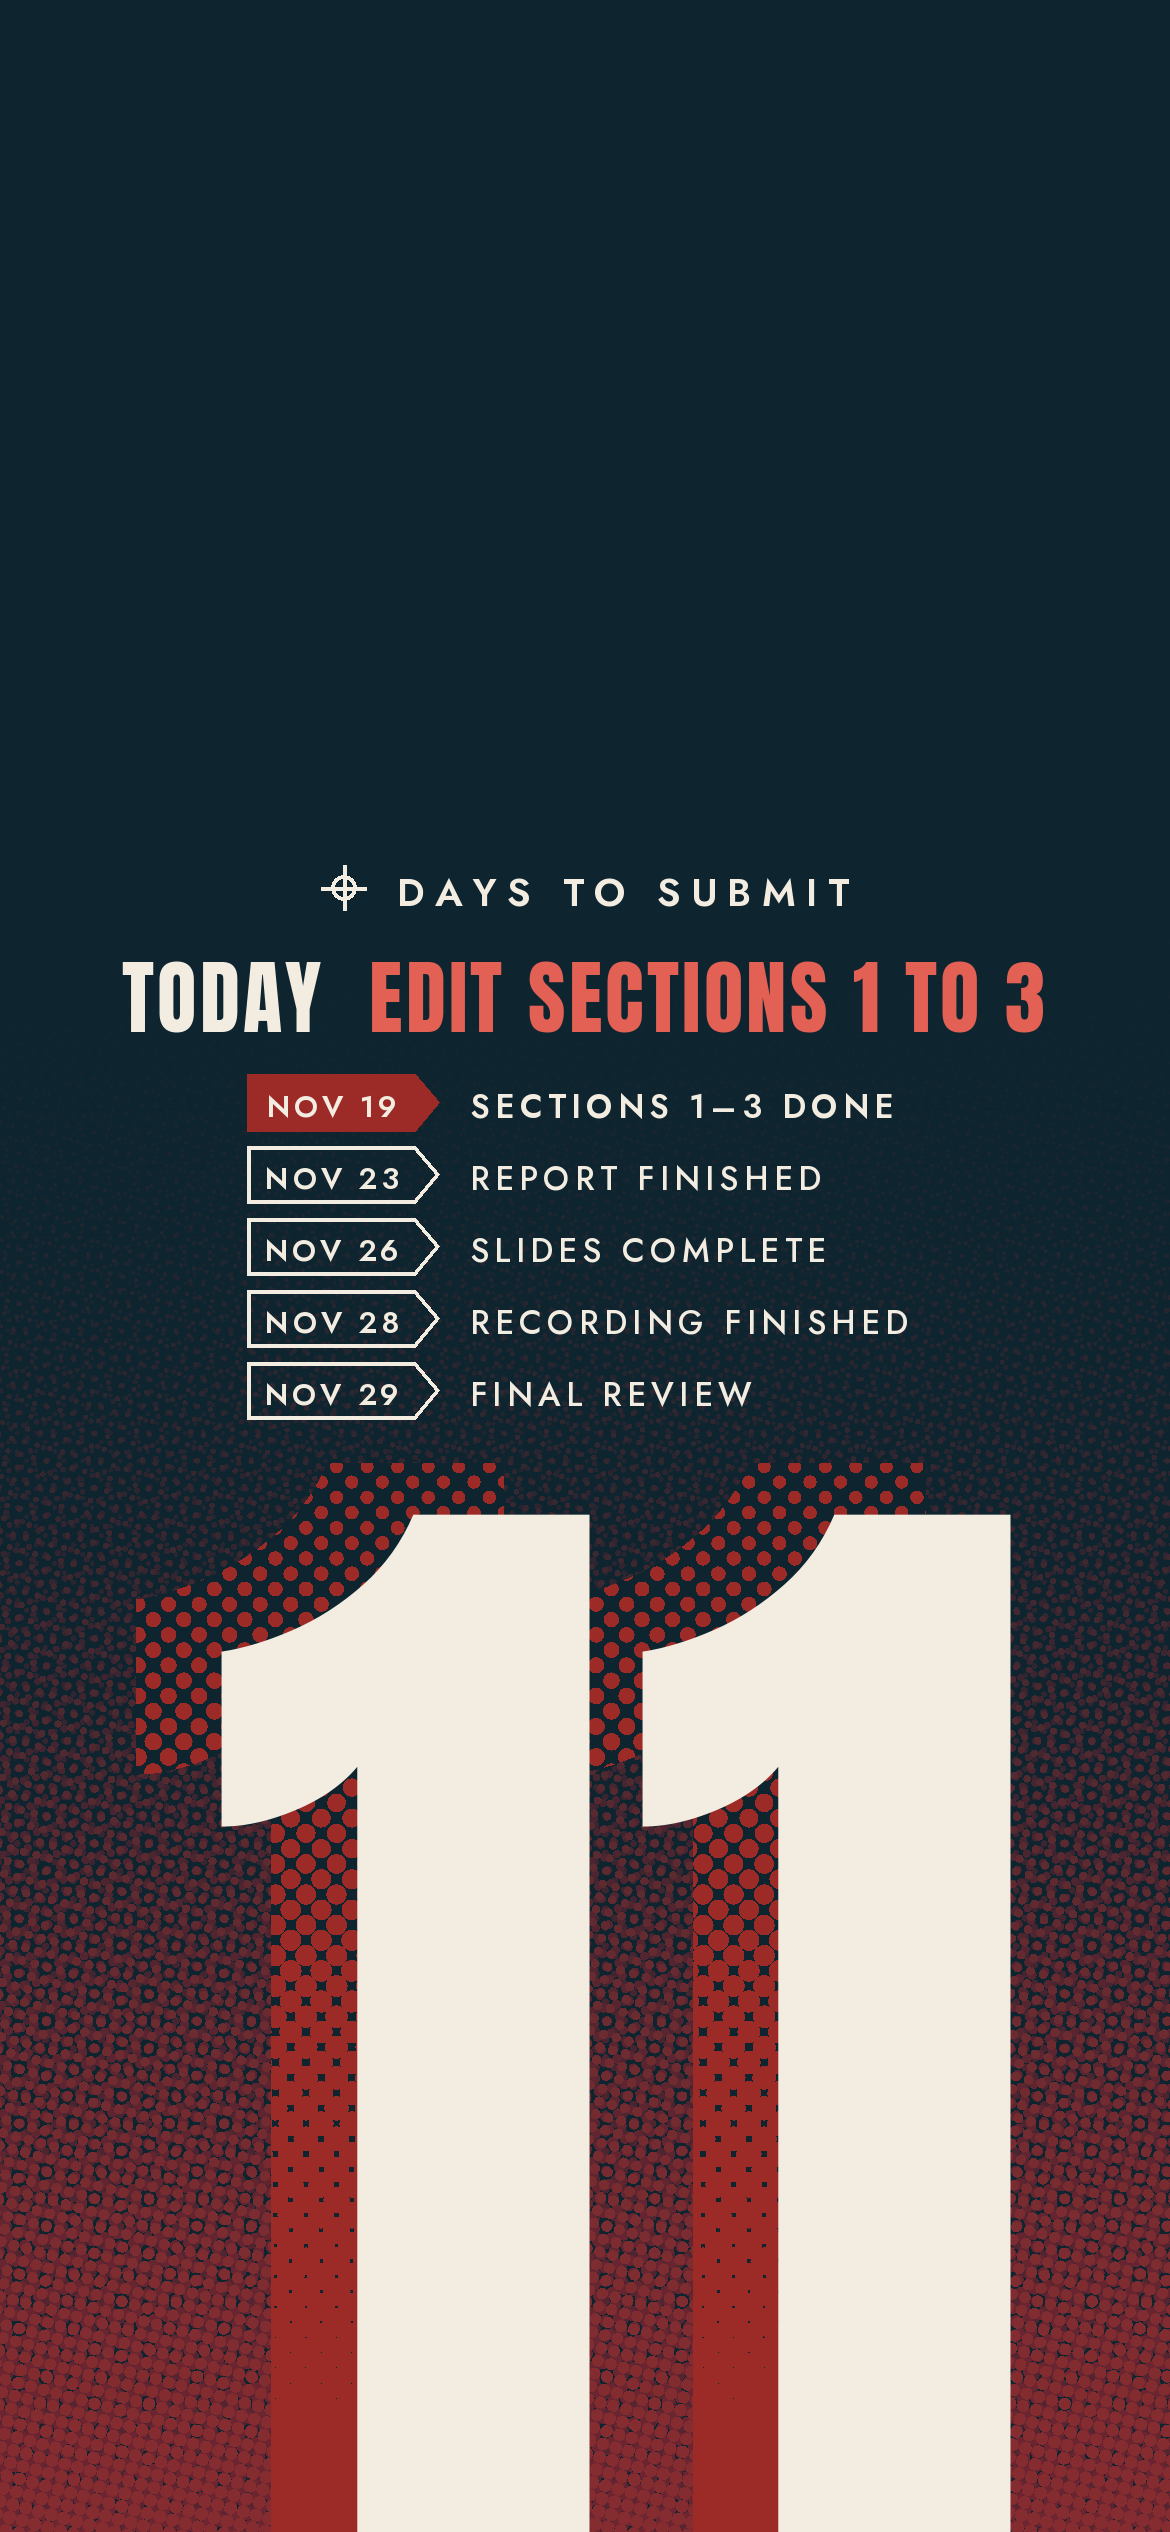 DAYS TO SUBMIT
TODAY EDIT SECTIONS 1 TO 3
NOV 19 SECTIONS 1–3 DONE
NOV 23 REPORT FINISHED
NOV 26 SLIDES COMPLETE
NOV 28 RECORDING FINISHED
NOV 29 FINAL REVIEW
11